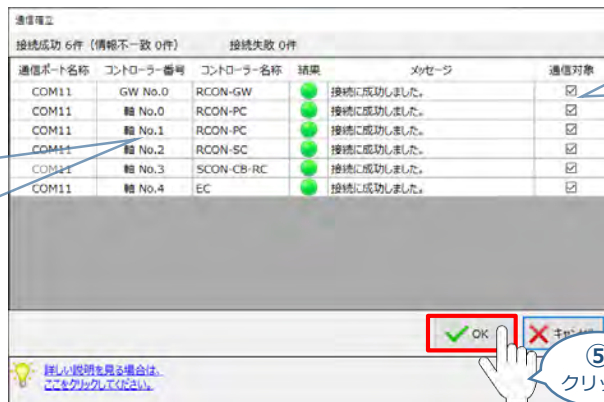 通信確立
接続成功 6件 (情報不一致 0件) 接続失敗 0件
通信ポート名称 コントローラー番号 コントローラー名称 結果 メッセージ 通信対象
COM11 GW No.0 RCON-GW 接続に成功しました。
COM11 軸 No.0 RCON-PC 接続に成功しました。
COM11 軸 No.1 RCON-PC 接続に成功しました。
COM11 軸 No.2 RCON-SC 接続に成功しました。
COM11 軸 No.3 SCON-CB-RC 接続に成功しました。
COM11 軸 No.4 EC 接続に成功しました。
OK
⑤
クリッ
詳しい説明を見る場合は、
ここをクリックしてください。